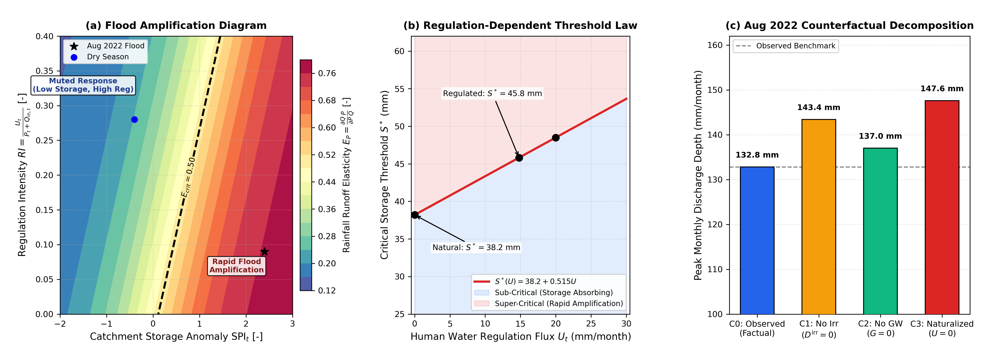 (a) Flood Amplification Diagram
0.40
0.35
0.30
0.25
0.20
0.15
0.10
0.05
0.00
Regulation Intensity RI = U_t / (P_t + Q_in,t) [-]
Aug 2022 Flood
Dry Season
Muted Response
(Low Storage, High Reg)
E_crit = 0.50
Rapid Flood
Amplification
−2 −1 0 1 2 3
Catchment Storage Anomaly SPI_t [-]
0.76
0.68
0.60
0.52
0.44
0.36
0.28
0.20
0.12
Rainfall Runoff Elasticity E_P = ∂Q/∂P P/Q [-]
(b) Regulation-Dependent Threshold Law
60
55
50
45
40
35
30
25
Critical Storage Threshold S* (mm)
Regulated: S* = 45.8 mm
Natural: S* = 38.2 mm
S*(U) = 38.2 + 0.515U
Sub-Critical (Storage Absorbing)
Super-Critical (Rapid Amplification)
0 5 10 15 20 25 30
Human Water Regulation Flux U_t (mm/month)
(c) Aug 2022 Counterfactual Decomposition
160
150
140
130
120
110
100
Peak Monthly Discharge Depth (mm/month)
Observed Benchmark
132.8 mm
143.4 mm
137.0 mm
147.6 mm
C0: Observed
(Factual)
C1: No Irr
(D^irr = 0)
C2: No GW
(G = 0)
C3: Naturalized
(U = 0)